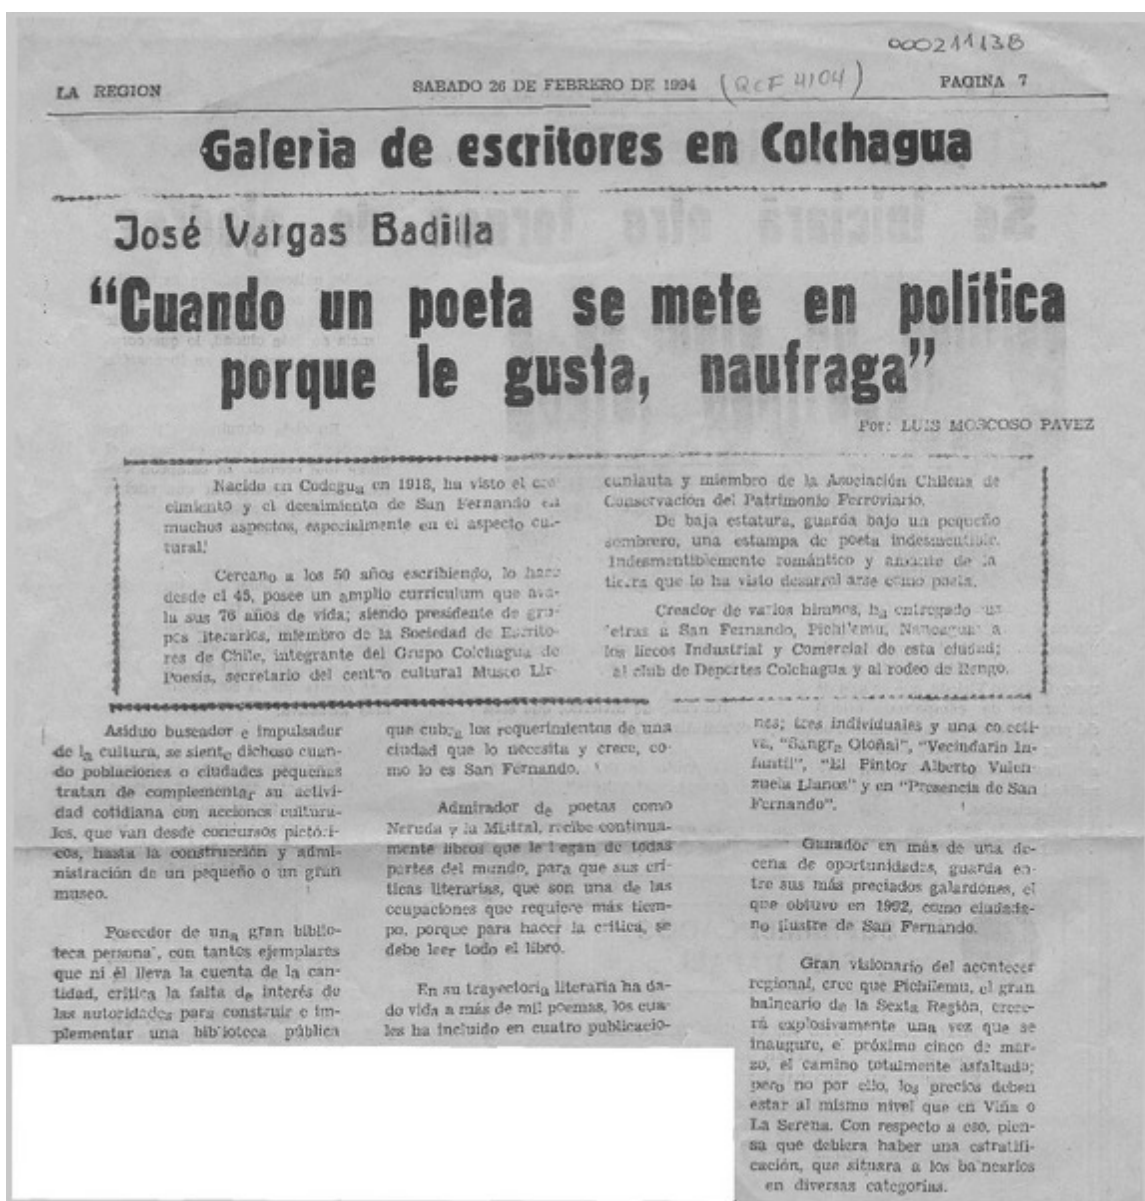 00021113B
LA REGION
SABADO 26 DE FEBRERO DE 1994
(QCF 4104)
PAGINA 7
Galería de escritores en Colchagua
José Vargas Badilla
“Cuando un poeta se mete en política
porque le gusta, naufraga”
Por: LUIS MOSCOSO PAVEZ
Nacido en Codegua en 1918, ha visto el cre-
cimiento y el decaimiento de San Fernando en
muchos aspectos, especialmente en el aspecto cul-
tural.
Cercano a los 50 años escribiendo, lo hace
desde el 45, posee un amplio curriculum que ava-
la sus 76 años de vida; siendo presidente de gru-
pos literarios, miembro de la Sociedad de Escrito-
res de Chile, integrante del Grupo Colchagua de
Poesía, secretario del centro cultural Museo Lir-
cunlauta y miembro de la Asociación Chilena de
Conservación del Patrimonio Ferroviario.
De baja estatura, guarda bajo un pequeño
sombrero, una estampa de poeta indesmentible.
Indesmentiblemente romántico y amante de la
tierra que lo ha visto desarrol arse como poeta.
Creador de varios himnos, ha entregado sus
letras a San Fernando, Pichilemu, Nancagua; a
los liceos Industrial y Comercial de esta ciudad;
al club de Deportes Colchagua y al rodeo de Rengo.
Asiduo buscador e impulsador
de la cultura, se siente dichoso cuan-
do poblaciones o ciudades pequeñas
tratan de complementar su activi-
dad cotidiana con acciones cultura-
les, que van desde concursos pictóri-
cos, hasta la construcción y admi-
nistración de un pequeño o un gran
museo.
Poseedor de una gran biblio-
teca persona', con tantos ejemplares
que ni él lleva la cuenta de la can-
tidad, critica la falta de interés de
las autoridades para construir e im-
plementar una bib'ioteca pública
que cubra los requerimientos de una
ciudad que lo necesita y crece, co-
mo lo es San Fernando.
Admirador de poetas como
Neruda y la Mistral, recibe continua-
mente libros que le l'egan de todas
partes del mundo, para que sus crí-
ticas literarias, que son una de las
ocupaciones que requiere más tiem-
po, porque para hacer la crítica, se
debe leer todo el libro.
En su trayectoria literaria ha da-
do vida a más de mil poemas, los cua-
les ha incluido en cuatro publicacio-
nes; tres individuales y una colecti-
va, "Sangra Otoñal", "Vecindario In-
fantil", "El Pintor Alberto Valen-
zuela Llanos" y en "Presencia de San
Fernando".
Ganador en más de una de-
cena de oportunidades, guarda en-
tre sus más preciados galardones, el
que obtuvo en 1992, como ciudada-
no ilustre de San Fernando.
Gran visionario del acontecer
regional, cree que Pichilemu, el gran
balneario de la Sexta Región, crece-
rá explosivamente una vez que se
inaugure, e' próximo cinco de mar-
zo, el camino totalmente asfaltado;
pero no por ello, los precios deben
estar al mismo nivel que en Viña o
La Serena. Con respecto a eso, pien-
sa que debiera haber una estratifi-
cación, que situara a los ba'nearios
en diversas categorías.